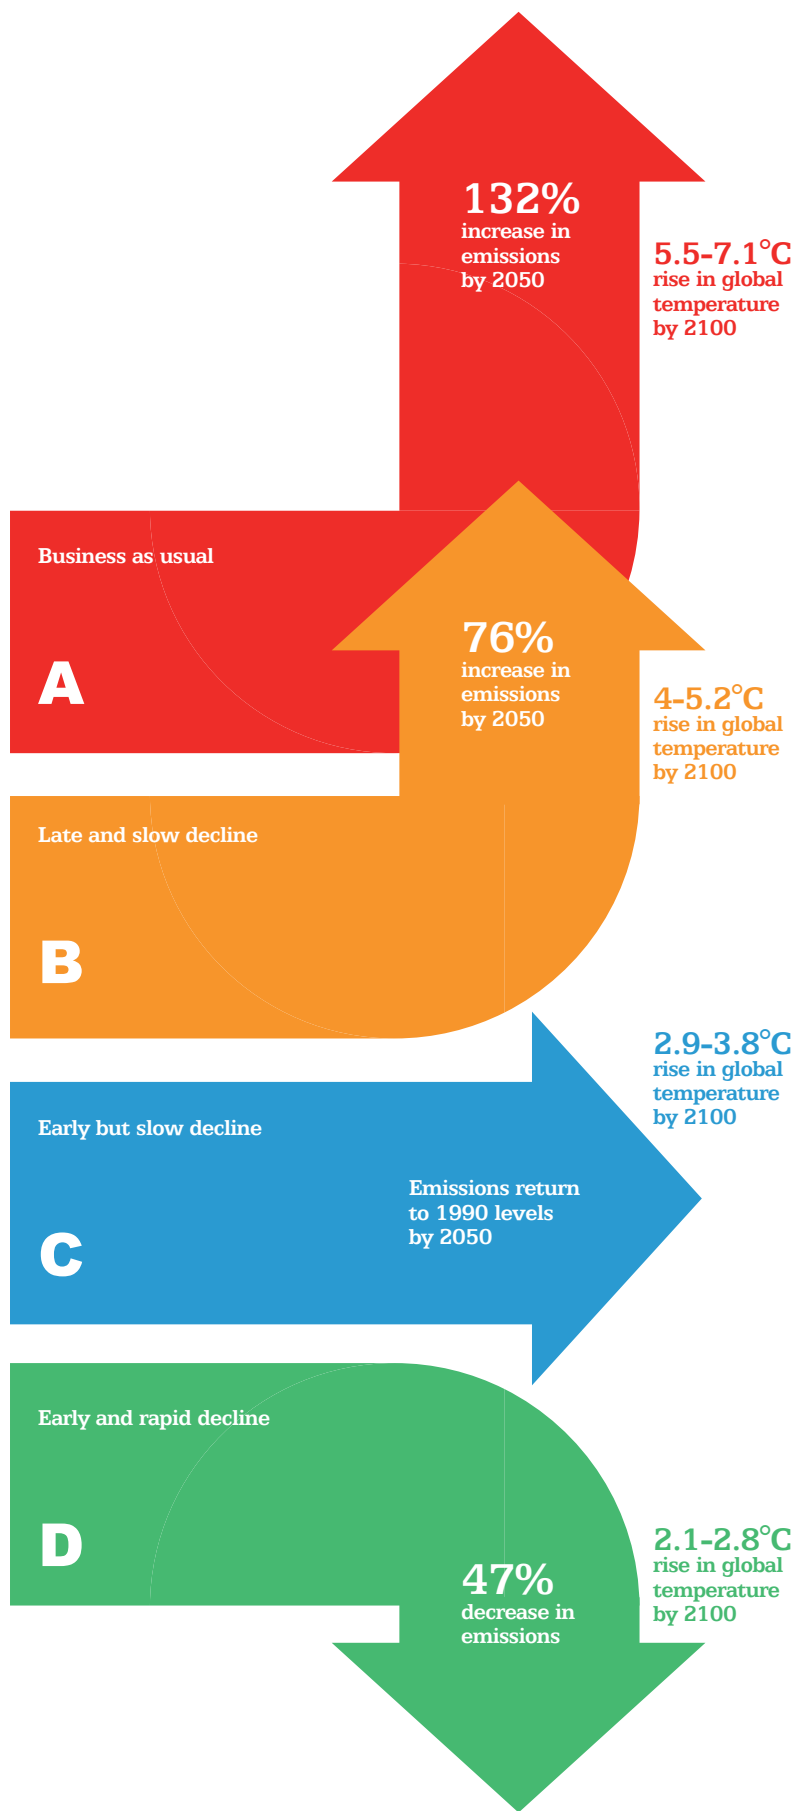 132%
increase in
emissions
by 2050
5.5-7.1°C
rise in global
temperature
by 2100
Business as usual
A
76%
increase in
emissions
by 2050
4-5.2°C
rise in global
temperature
by 2100
Late and slow decline
B
2.9-3.8°C
rise in global
temperature
by 2100
Early but slow decline
Emissions return
to 1990 levels
by 2050
C
Early and rapid decline
D
47%
decrease in
emissions
2.1-2.8°C
rise in global
temperature
by 2100